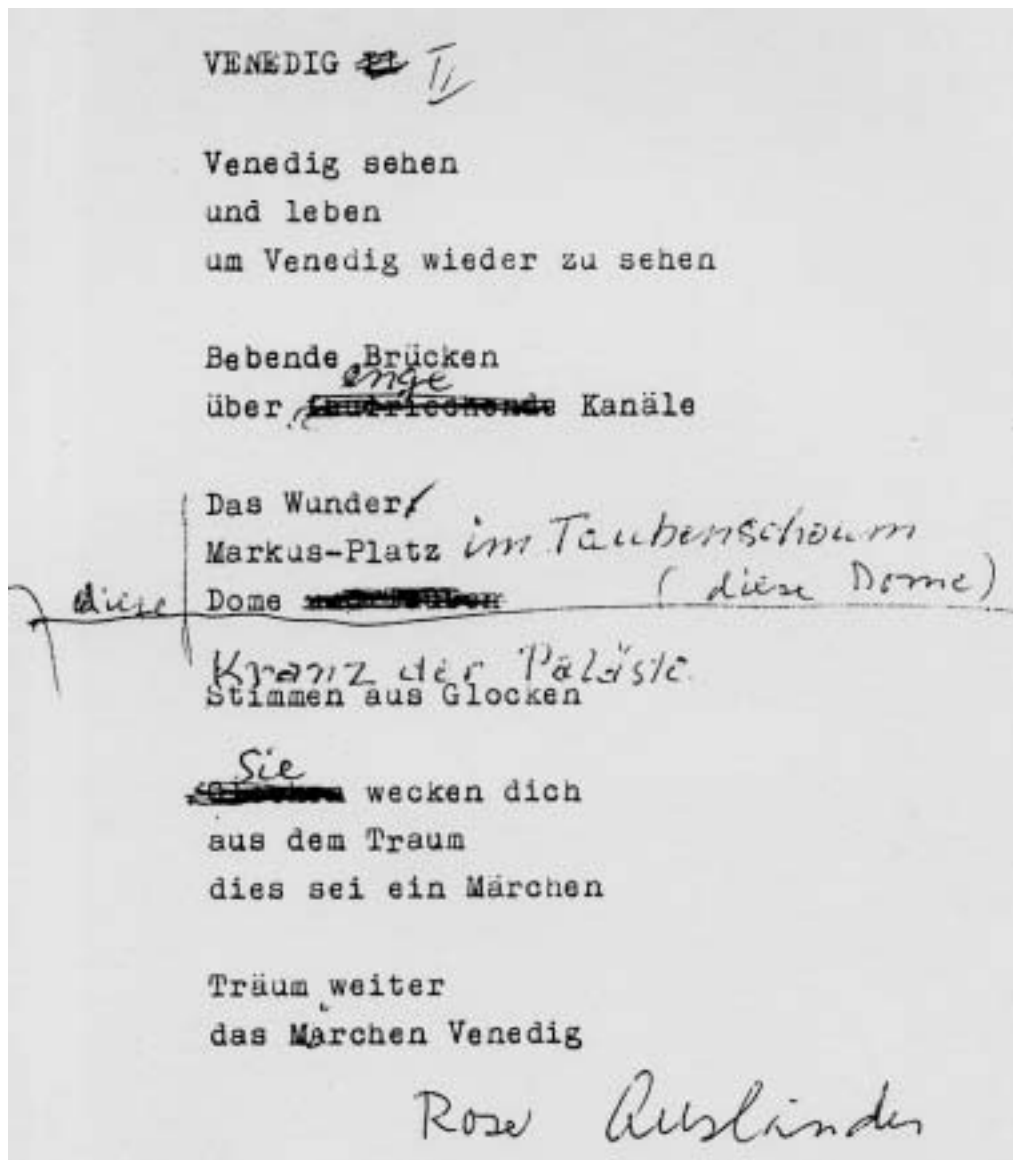 VENEDIG II
Venedig sehen
und leben
um Venedig wieder zu sehen
Bebende Brücken
enge
über Kanäle
Das Wunder
Markus-Platz im Taubenschaum
diese Dome (diese Dome)
Kranz der Paläste
Stimmen aus Glocken
Sie
wecken dich
aus dem Traum
dies sei ein Märchen
Träum weiter
das Märchen Venedig
Rose Ausländer